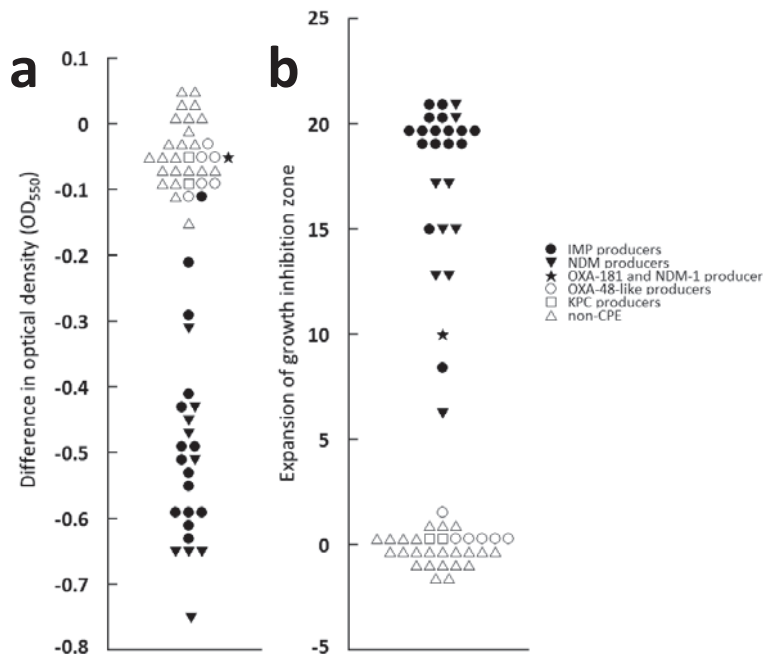 a
b
Difference in optical density (OD550)
0.1
0
-0.1
-0.2
-0.3
-0.4
-0.5
-0.6
-0.7
-0.8
Expansion of growth inhibition zone
25
20
15
10
5
0
-5
IMP producers
NDM producers
OXA-181 and NDM-1 producer
OXA-48-like producers
KPC producers
non-CPE